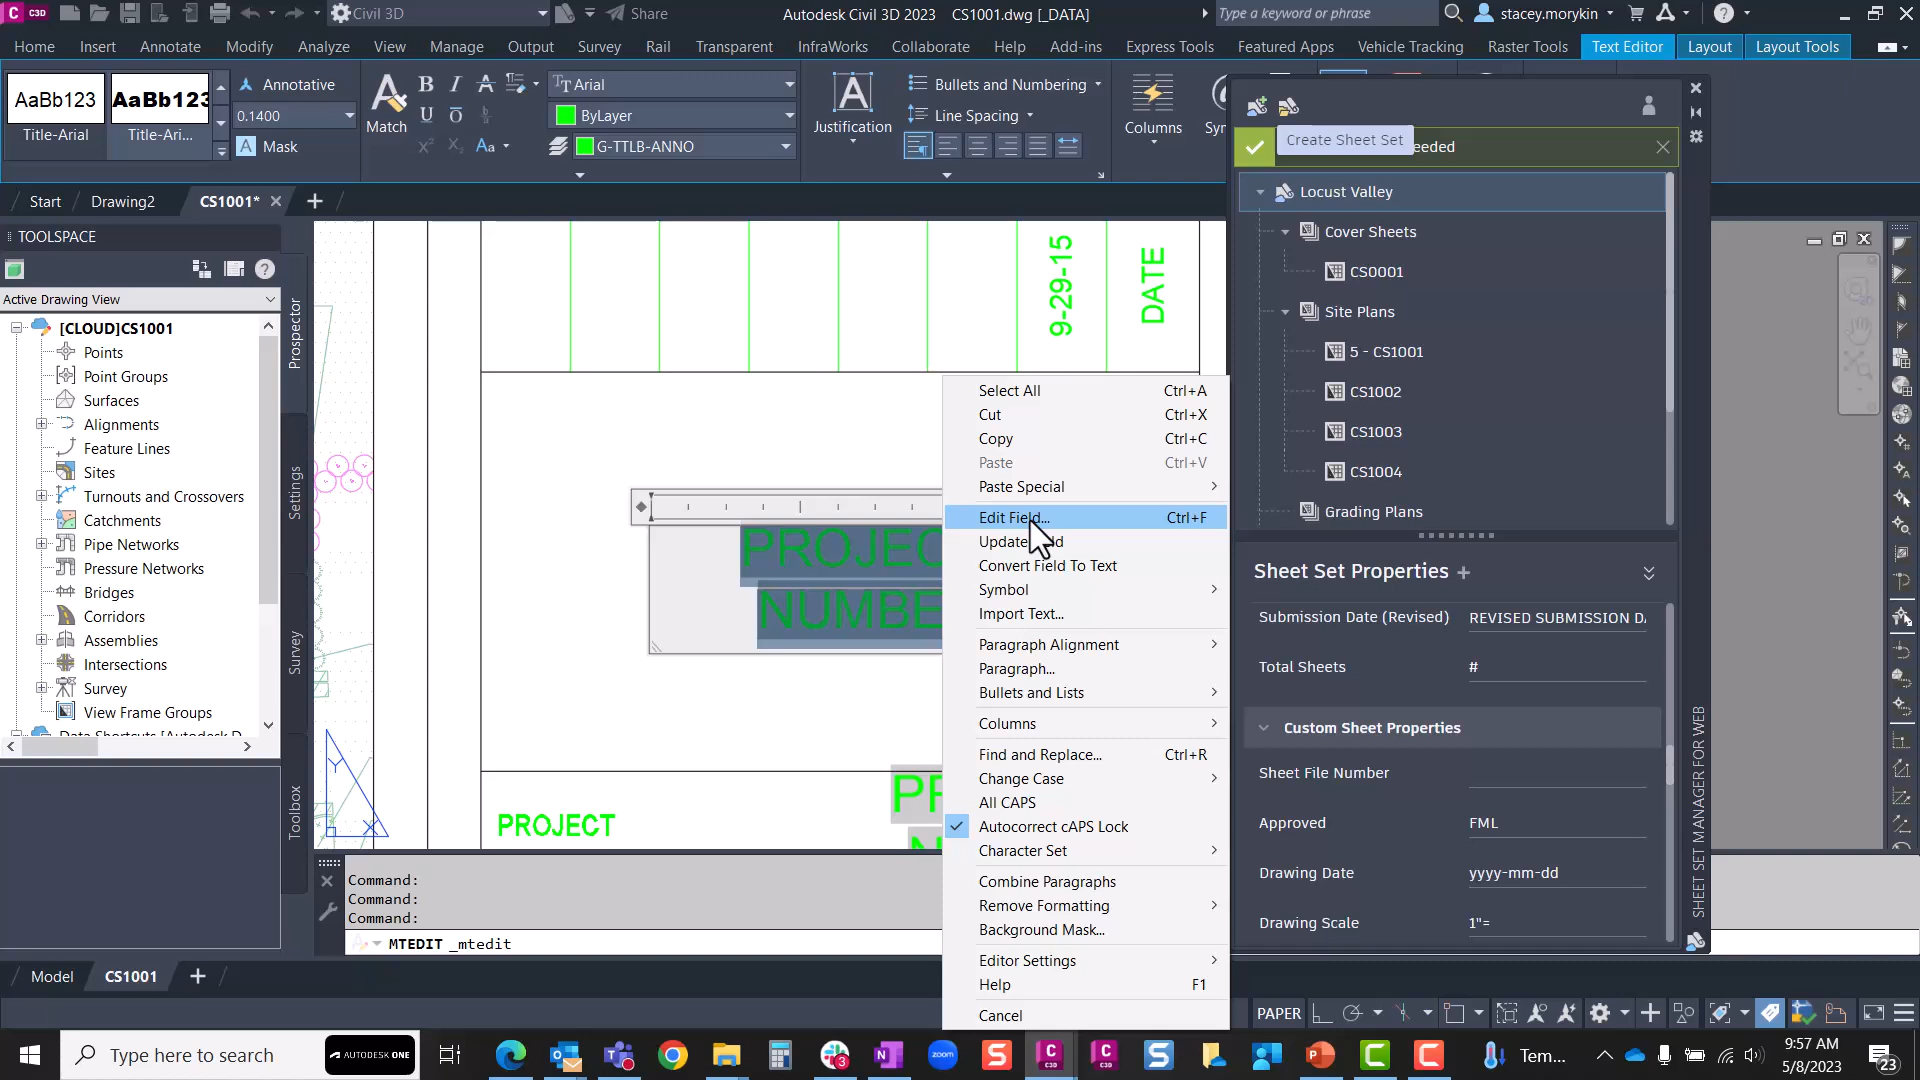 C3D
Civil 3D
Share
Autodesk Civil 3D 2023 CS1001.dwg [_DATA]
Type a keyword or phrase
stacey.morykin
Home
Insert
Annotate
Modify
Analyze
View
Manage
Output
Survey
Rail
Transparent
InfraWorks
Collaborate
Help
Add-ins
Express Tools
Featured Apps
Vehicle Tracking
Raster Tools
Text Editor
Layout
Layout Tools
AaBb123
AaBb123
Title-Arial
Title-Ari...
Annotative
0.1400
Mask
Match
Arial
ByLayer
G-TTLB-ANNO
Justification
Bullets and Numbering
Line Spacing
Columns
Create Sheet Set
eeded
Start
Drawing2
CS1001*
TOOLSPACE
Active Drawing View
[CLOUD]CS1001
Points
Point Groups
Surfaces
Alignments
Feature Lines
Sites
Turnouts and Crossovers
Catchments
Pipe Networks
Pressure Networks
Bridges
Corridors
Assemblies
Intersections
Survey
View Frame Groups
Prospector
Settings
Survey
Toolbox
9-29-15
DATE
PROJEC
NUMBE
PROJECT
Select All Ctrl+A
Cut Ctrl+X
Copy Ctrl+C
Paste Ctrl+V
Paste Special
Edit Field... Ctrl+F
Convert Field To Text
Symbol
Import Text...
Paragraph Alignment
Paragraph...
Bullets and Lists
Columns
Find and Replace... Ctrl+R
Change Case
All CAPS
Autocorrect cAPS Lock
Character Set
Combine Paragraphs
Remove Formatting
Background Mask...
Editor Settings
Help F1
Cancel
Locust Valley
Cover Sheets
CS0001
Site Plans
5 - CS1001
CS1002
CS1003
CS1004
Grading Plans
Sheet Set Properties
Submission Date (Revised) REVISED SUBMISSION DA
Total Sheets #
Custom Sheet Properties
Sheet File Number
Approved FML
Drawing Date yyyy-mm-dd
Drawing Scale 1"=
SHEET SET MANAGER FOR WEB
Command:
Command:
Command:
MTEDIT _mtedit
Model
CS1001
PAPER
Type here to search
AUTODESK ONE
zoom
Tem...
9:57 AM
5/8/2023
23